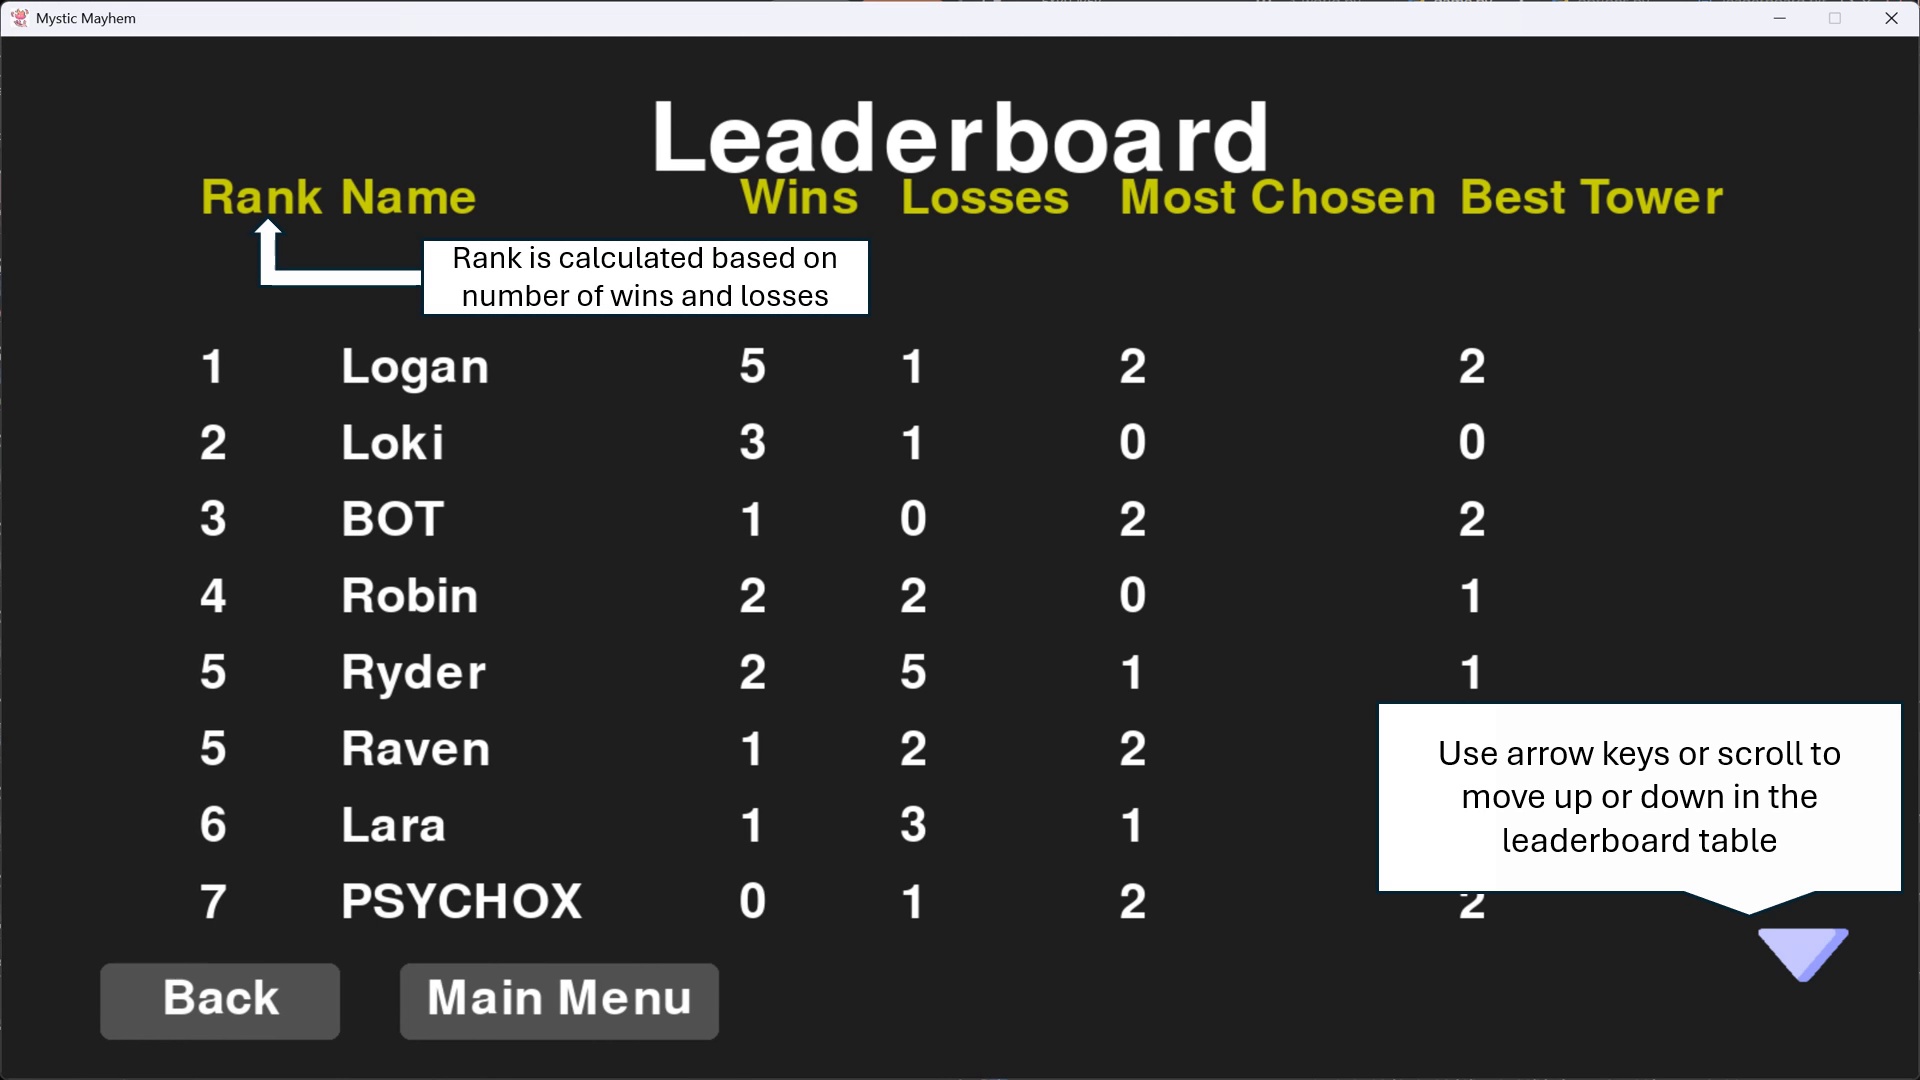 Mystic Mayhem
Leaderboard
Rank Name Wins Losses Most Chosen Best Tower
Rank is calculated based on
number of wins and losses
1 Logan 5 1 2 2
2 Loki 3 1 0 0
3 BOT 1 0 2 2
4 Robin 2 2 0 1
5 Ryder 2 5 1 1
5 Raven 1 2 2
6 Lara 1 3 1
7 PSYCHOX 0 1 2 2
Use arrow keys or scroll to
move up or down in the
leaderboard table
Back Main Menu